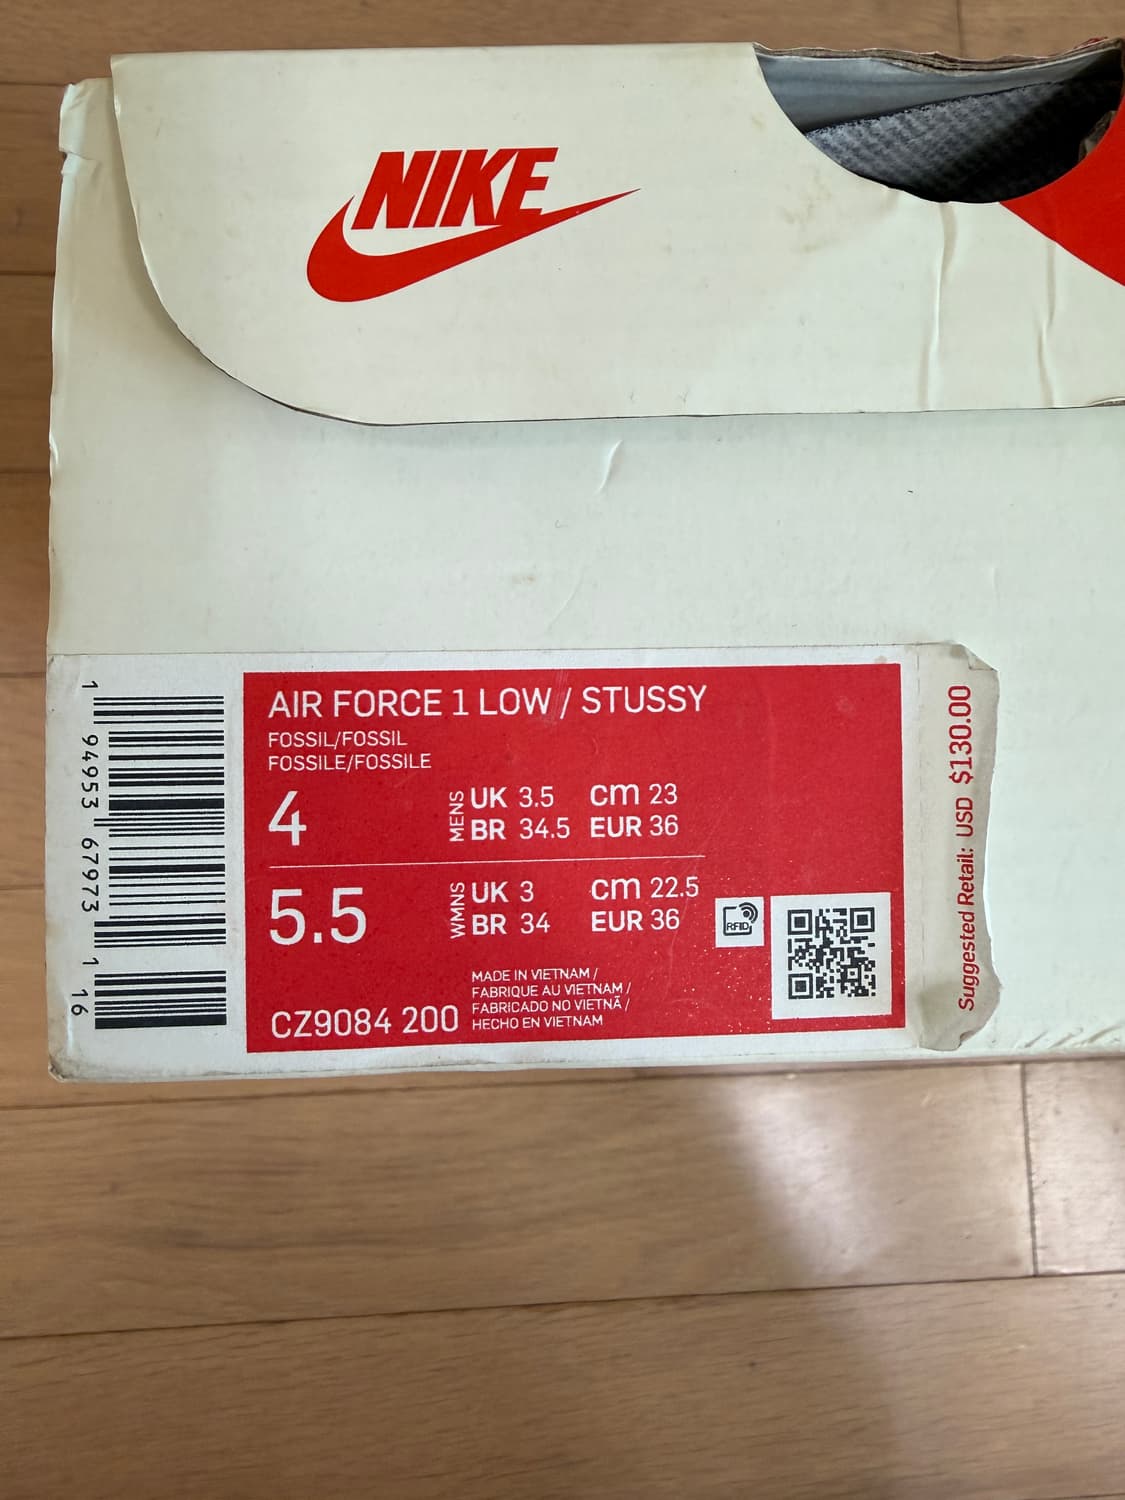 NIKE
AIR FORCE 1 LOW / STUSSY
FOSSIL/FOSSIL
FOSSILE/FOSSILE
4
MENS
UK 3.5 cm 23
BR 34.5 EUR 36
5.5
WMNS
UK 3 cm 22.5
BR 34 EUR 36
RFID
CZ9084 200
MADE IN VIETNAM /
FABRIQUE AU VIETNAM /
FABRICADO NO VIETNÃ /
HECHO EN VIETNAM
1 94953 67973 1 16
Suggested Retail: USD $130.00